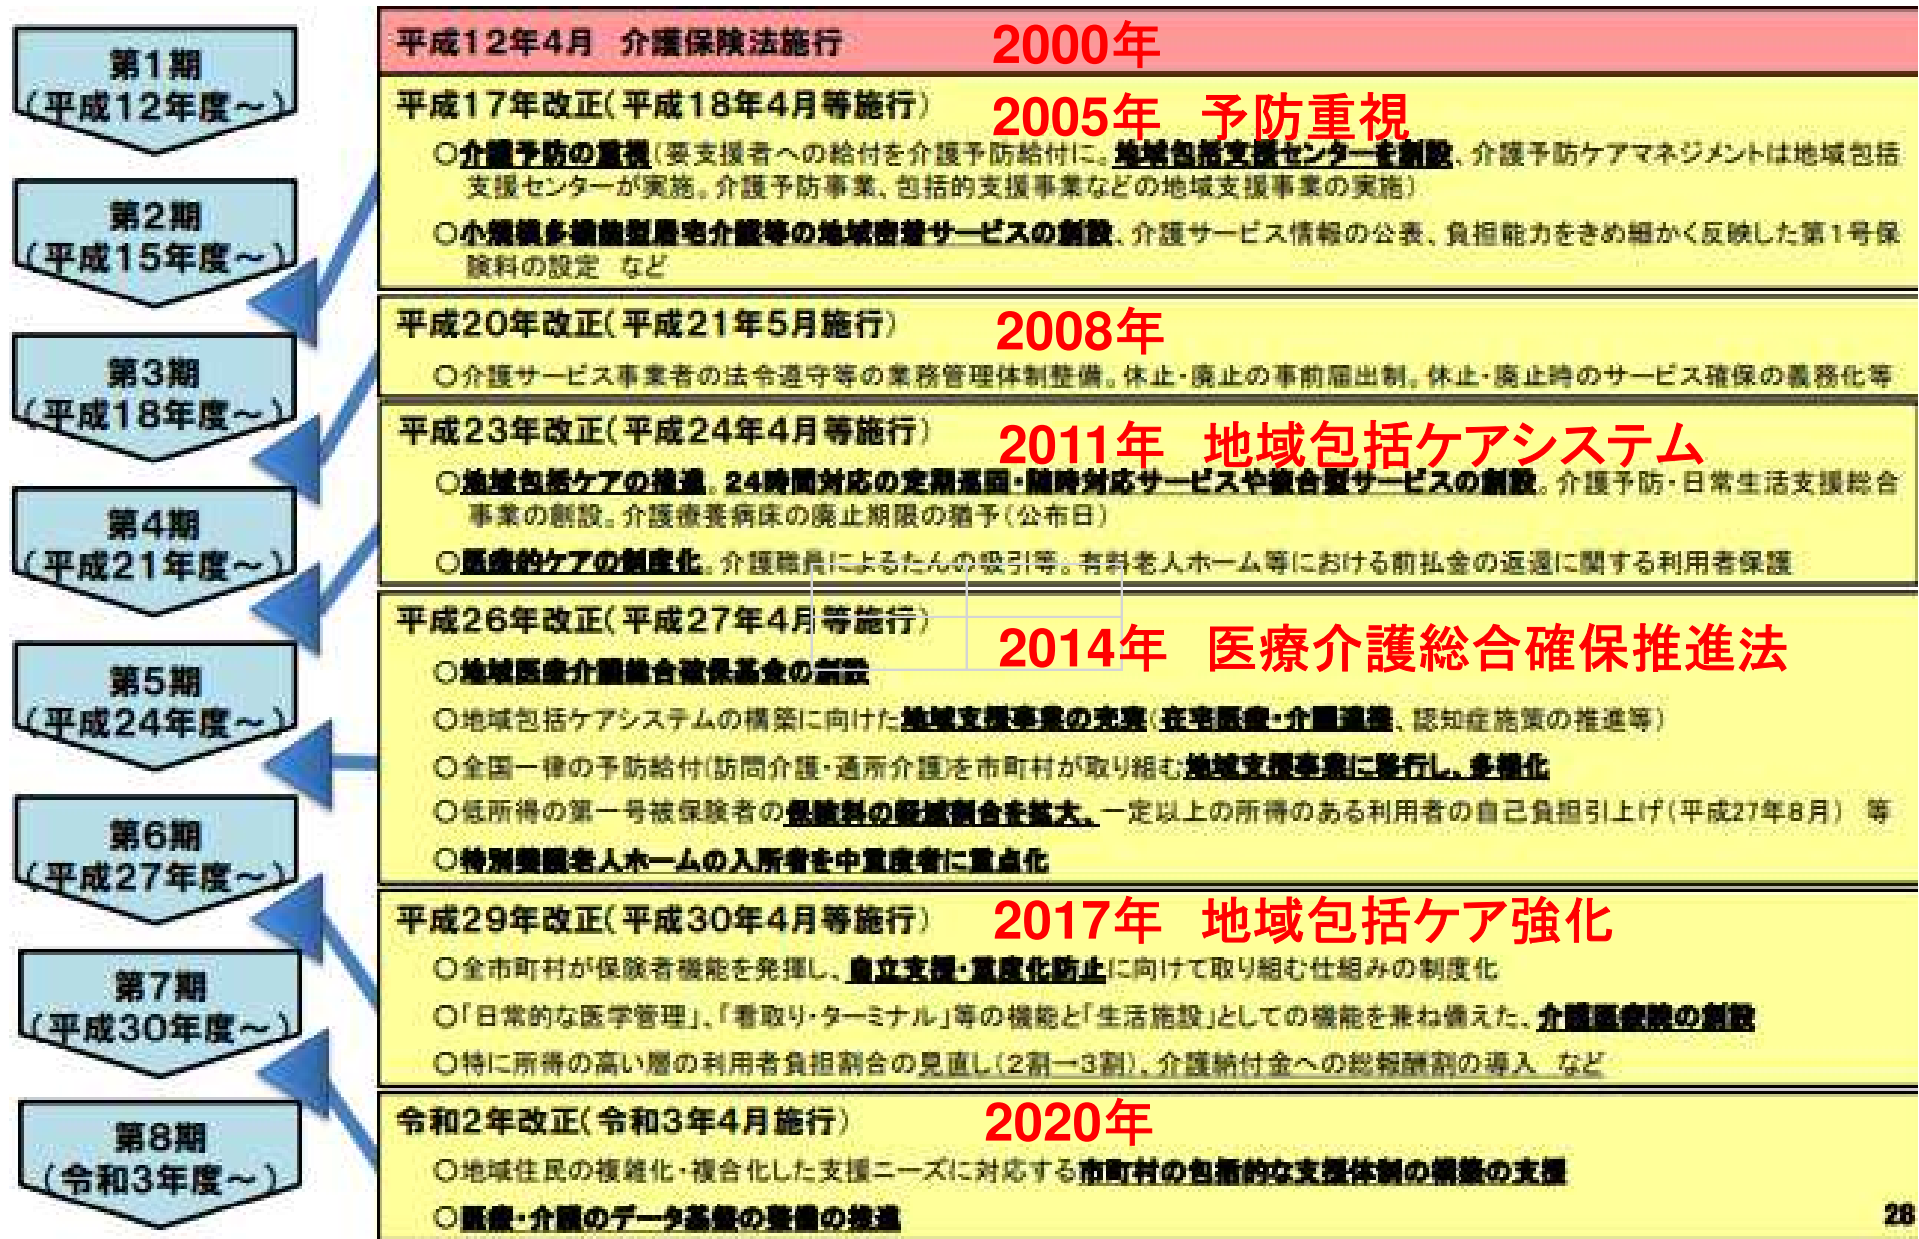 第1期
(平成12年度～)
第2期
(平成15年度～)
第3期
(平成18年度～)
第4期
(平成21年度～)
第5期
(平成24年度～)
第6期
(平成27年度～)
第7期
(平成30年度～)
第8期
(令和3年度～)
平成12年4月 介護保険法施行 2000年
平成17年改正(平成18年4月等施行) 2005年 予防重視
○介護予防の重視(要支援者への給付を介護予防給付に。地域包括支援センターを創設、介護予防ケアマネジメントは地域包括
支援センターが実施。介護予防事業、包括的支援事業などの地域支援事業の実施)
○小規模多機能型居宅介護等の地域密着サービスの創設、介護サービス情報の公表、負担能力をきめ細かく反映した第1号保
険料の設定 など
平成20年改正(平成21年5月施行) 2008年
○介護サービス事業者の法令遵守等の業務管理体制整備。休止・廃止の事前届出制。休止・廃止時のサービス確保の義務化等
平成23年改正(平成24年4月等施行) 2011年 地域包括ケアシステム
○地域包括ケアの推進。24時間対応の定期巡回・随時対応サービスや複合型サービスの創設。介護予防・日常生活支援総合
事業の創設。介護療養病床の廃止期限の猶予(公布日)
○医療的ケアの制度化。介護職員によるたんの吸引等。有料老人ホーム等における前払金の返還に関する利用者保護
平成26年改正(平成27年4月等施行) 2014年 医療介護総合確保推進法
○地域医療介護総合確保基金の創設
○地域包括ケアシステムの構築に向けた地域支援事業の充実(在宅医療・介護連携、認知症施策の推進等)
○全国一律の予防給付(訪問介護・通所介護)を市町村が取り組む地域支援事業に移行し、多様化
○低所得の第一号被保険者の保険料の軽減割合を拡大、一定以上の所得のある利用者の自己負担引上げ(平成27年8月) 等
○特別養護老人ホームの入所者を中重度者に重点化
平成29年改正(平成30年4月等施行) 2017年 地域包括ケア強化
○全市町村が保険者機能を発揮し、自立支援・重度化防止に向けて取り組む仕組みの制度化
○「日常的な医学管理」、「看取り・ターミナル」等の機能と「生活施設」としての機能を兼ね備えた、介護医療院の創設
○特に所得の高い層の利用者負担割合の見直し(2割→3割)、介護納付金への総報酬割の導入 など
令和2年改正(令和3年4月施行) 2020年
○地域住民の複雑化・複合化した支援ニーズに対応する市町村の包括的な支援体制の構築の支援
○医療・介護のデータ基盤の整備の推進
28